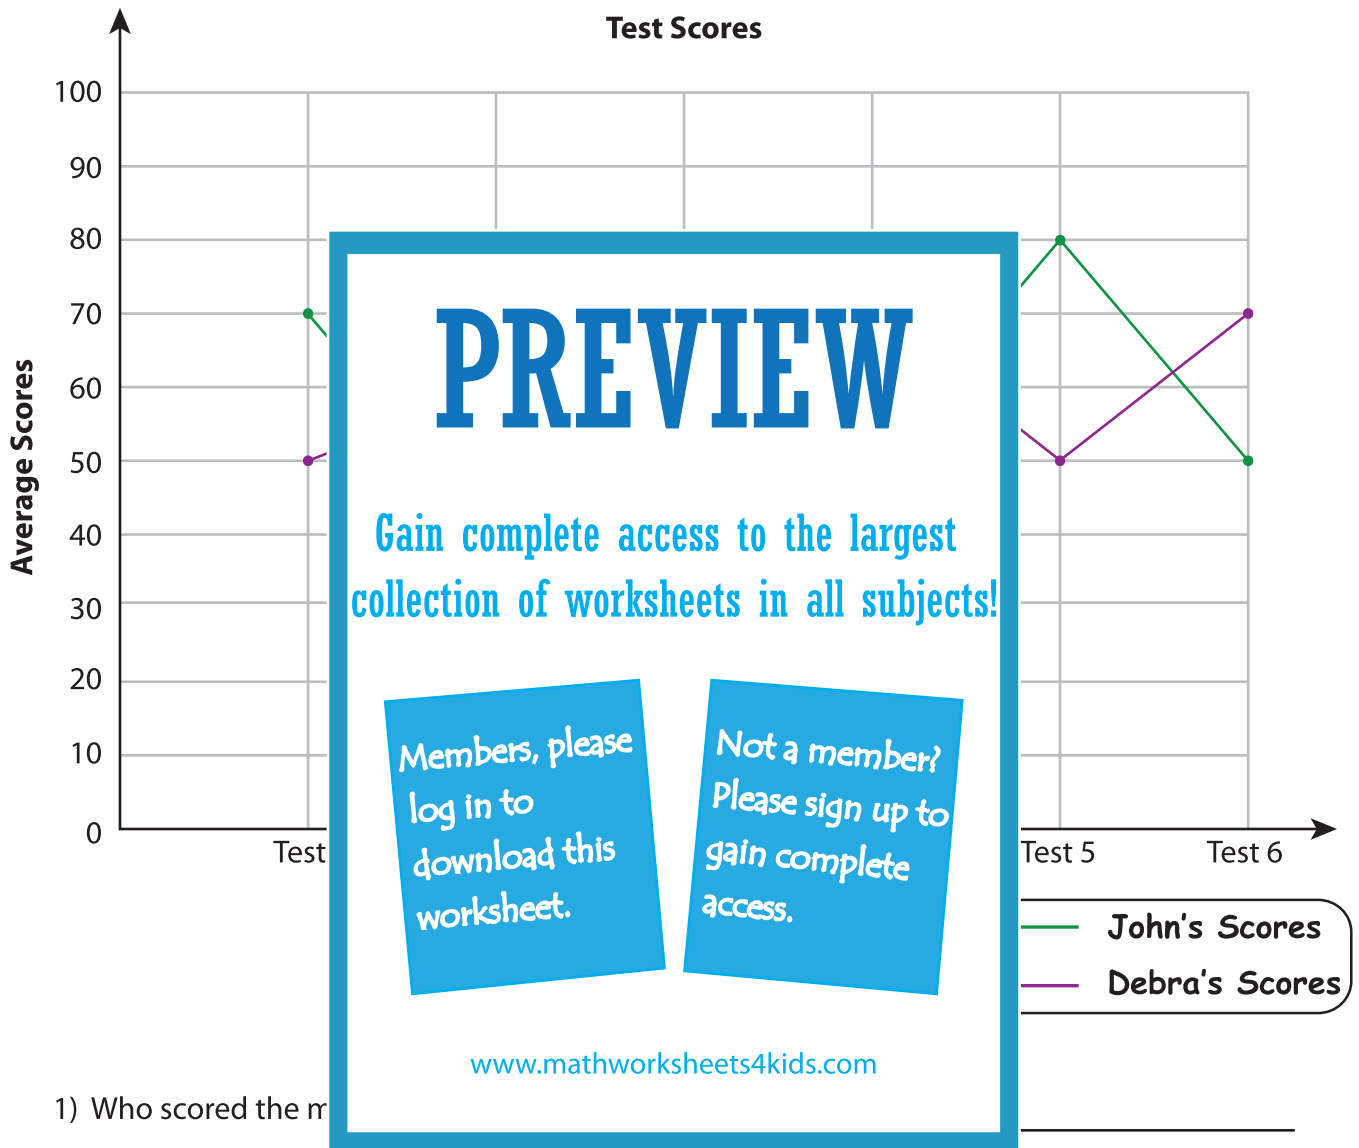 Test Scores
Average Scores
100
90
80
70
60
50
40
30
20
10
0
Test
Test 5
Test 6
John's Scores
Debra's Scores
PREVIEW
Gain complete access to the largest
collection of worksheets in all subjects!
Members, please
log in to
download this
worksheet.
Not a member?
Please sign up to
gain complete
access.
www.mathworksheets4kids.com
1) Who scored the m